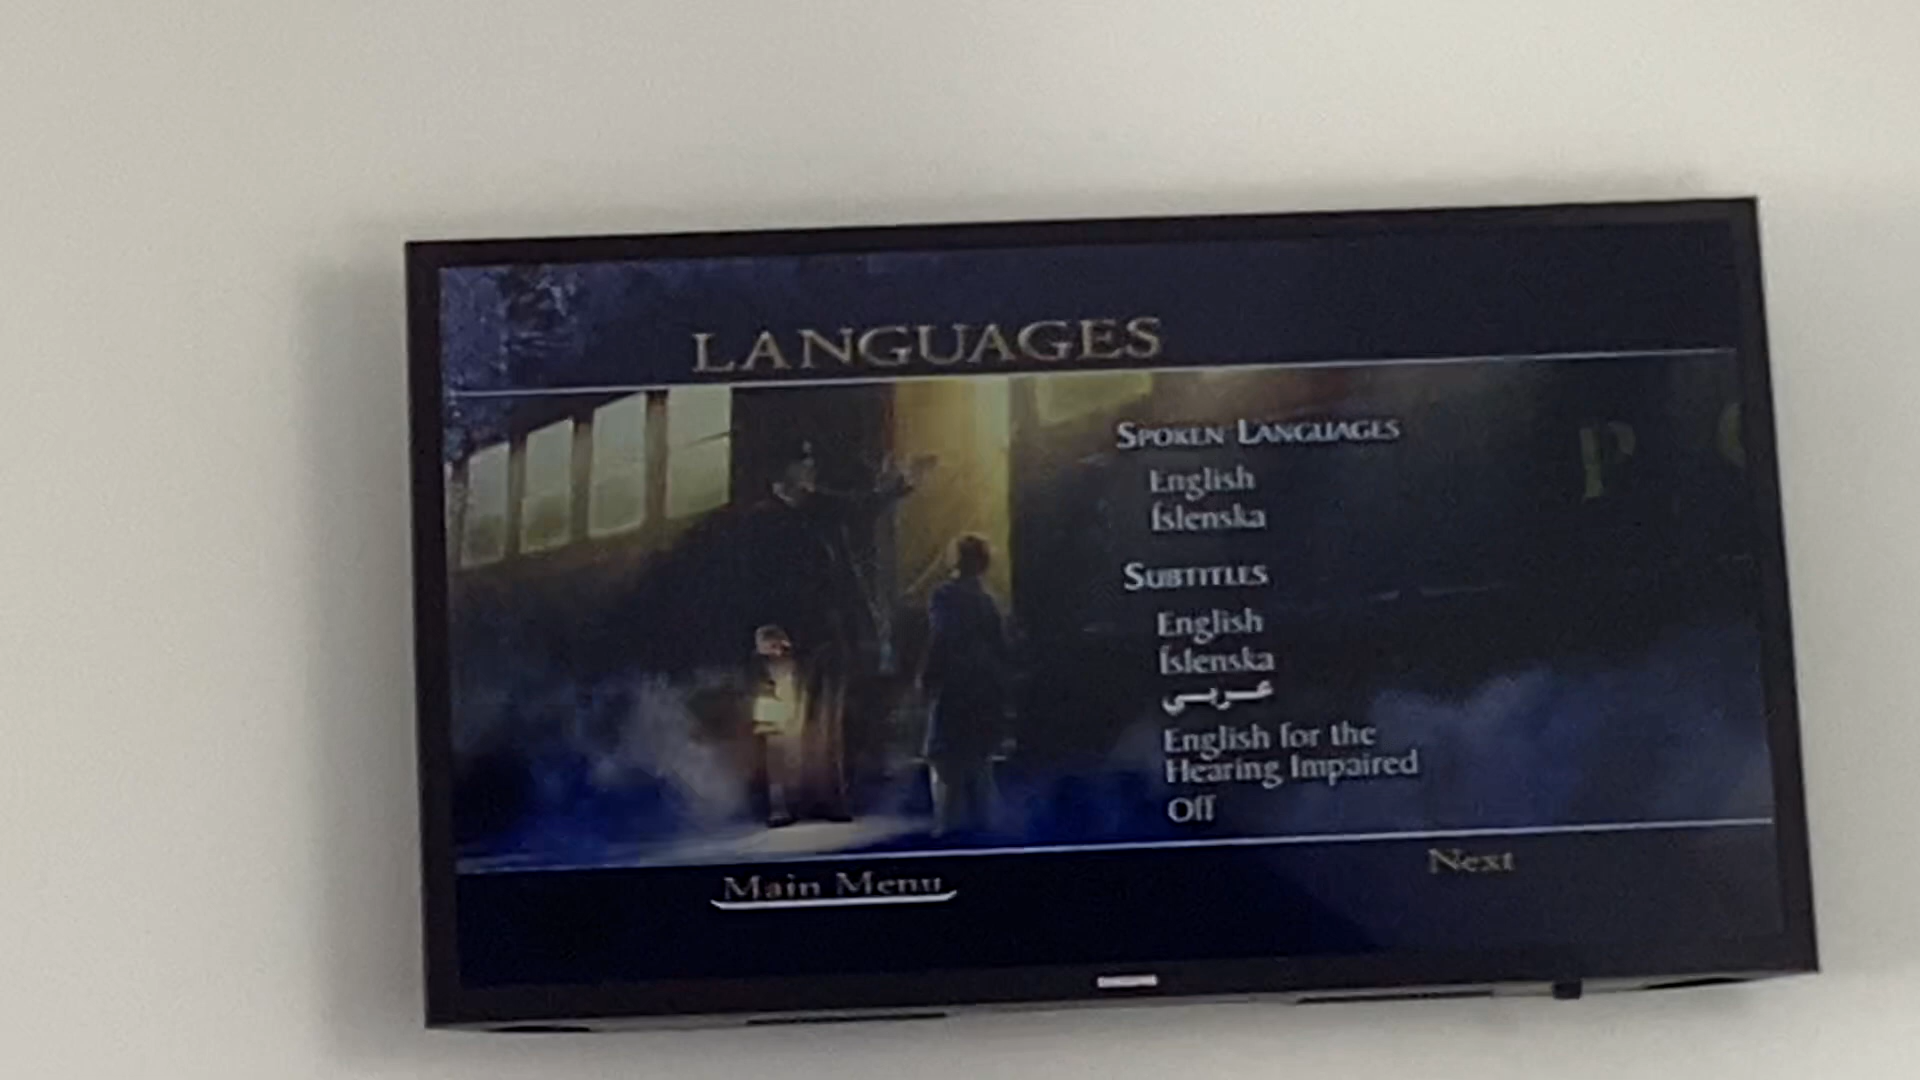 LANGUAGES
SPOKEN LANGUAGES
English
Íslenska
SUBTITLES
English
Íslenska
عربي
English for the
Hearing Impaired
Off
Main Menu
Next